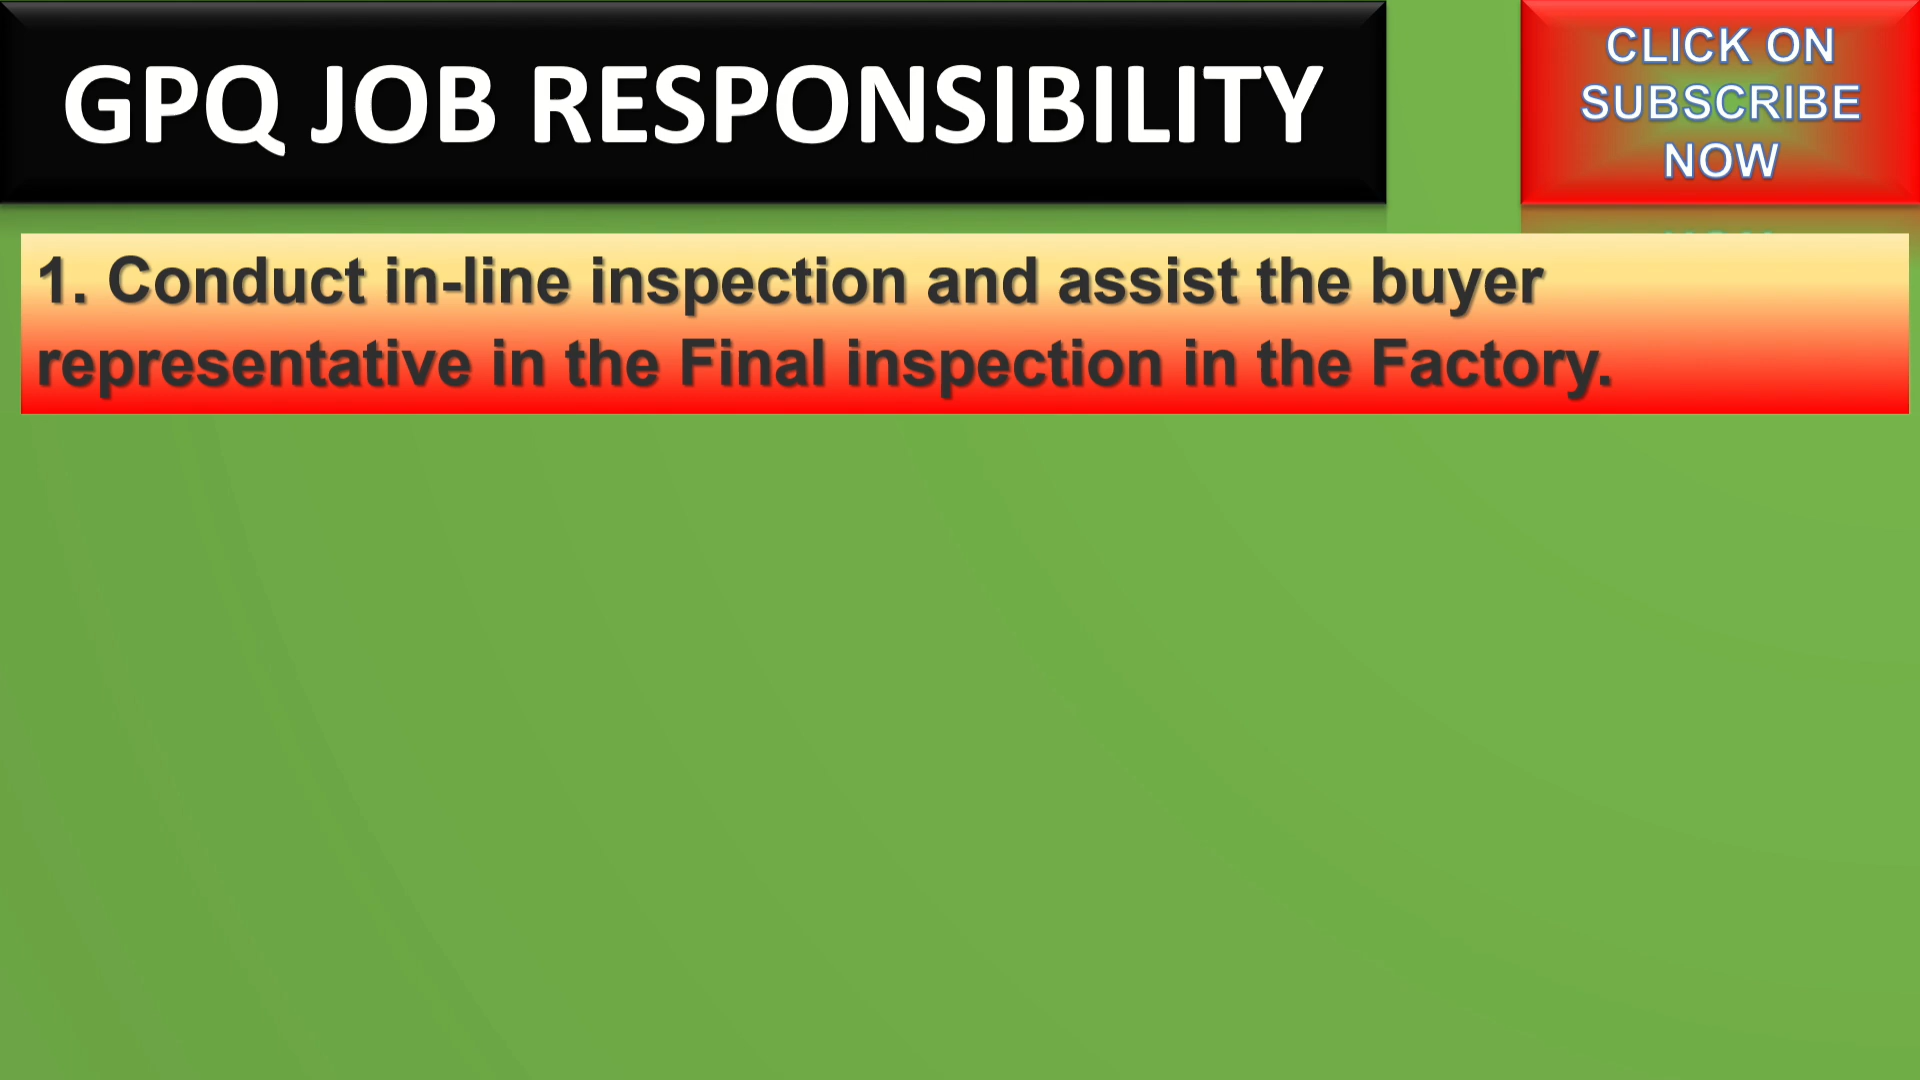 GPQ JOB RESPONSIBILITY
CLICK ON
SUBSCRIBE
NOW
1. Conduct in-line inspection and assist the buyer
representative in the Final inspection in the Factory.